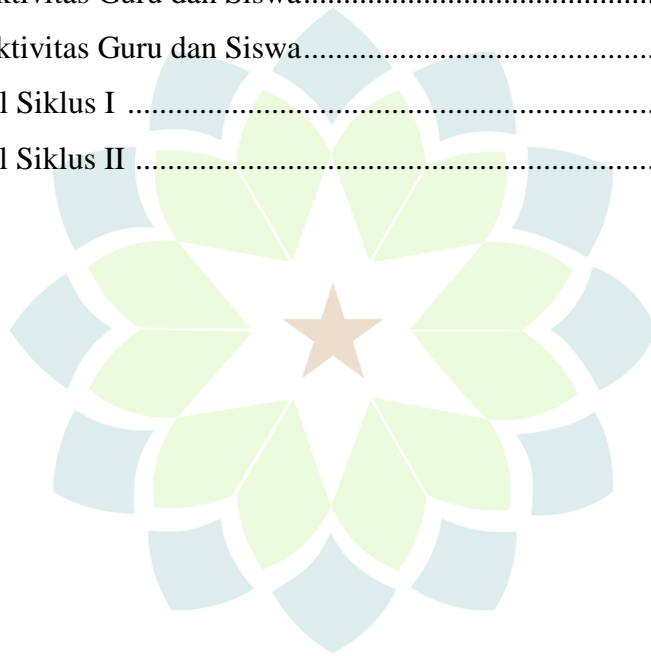 ktivitas Guru dan Siswa....................................................
ktivitas Guru dan Siswa....................................................
l Siklus I ..........................................................................
l Siklus II .........................................................................